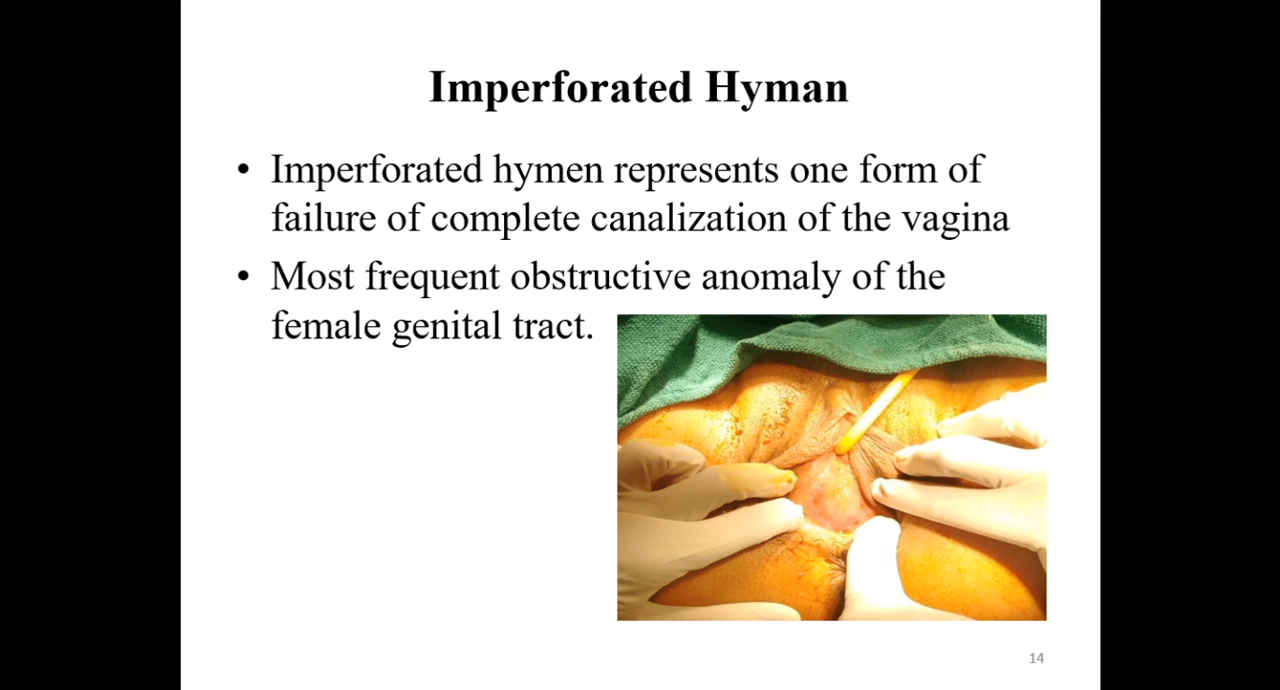 Imperforated Hyman
• Imperforated hymen represents one form of
failure of complete canalization of the vagina
• Most frequent obstructive anomaly of the
female genital tract.
14